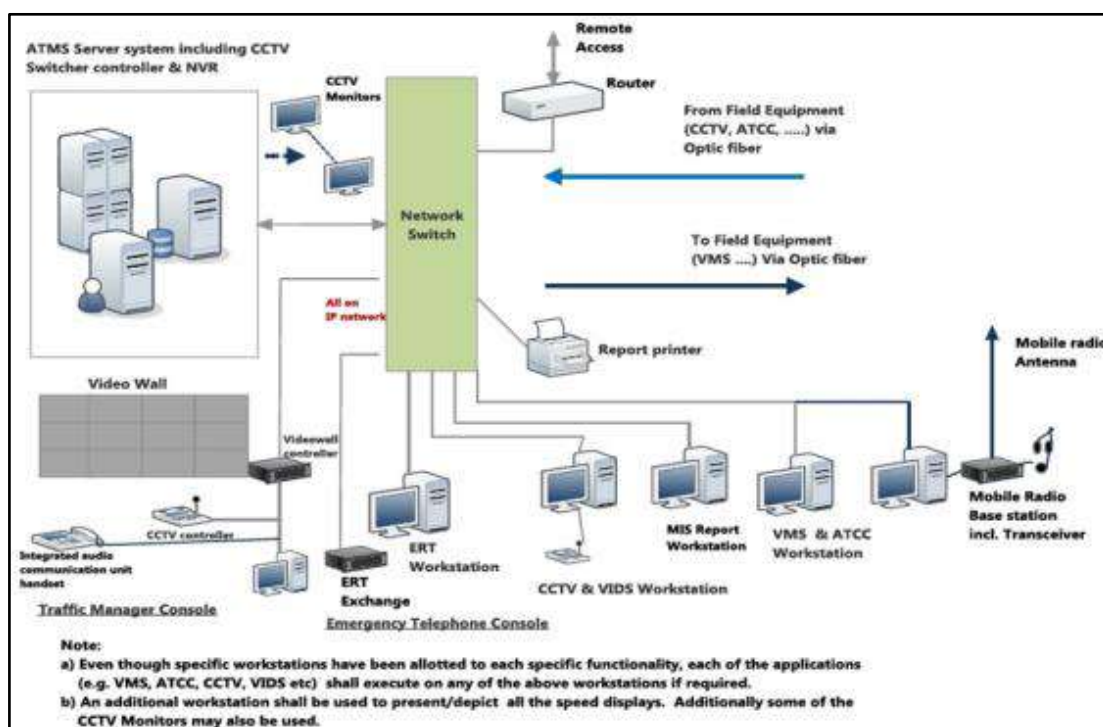 ATMS Server system including CCTV
Switcher controller & NVR
CCTV
Monitors
Remote
Access
Router
From Field Equipment
(CCTV, ATCC, .....) via
Optic fiber
Network
Switch
To Field Equipment
(VMS ....) Via Optic fiber
All on
IP network
Report printer
Mobile radio
Antenna
Video Wall
Videowall
controller
CCTV controller
Integrated audio
communication unit
handset
Traffic Manager Console
ERT
Workstation
ERT
Exchange
Emergency Telephone Console
CCTV & VIDS Workstation
MIS Report
Workstation
VMS & ATCC
Workstation
Mobile Radio
Base station
incl. Transceiver
Note:
a) Even though specific workstations have been allotted to each specific functionality, each of the applications
(e.g. VMS, ATCC, CCTV, VIDS etc) shall execute on any of the above workstations if required.
b) An additional workstation shall be used to present/depict all the speed displays. Additionally some of the
CCTV Monitors may also be used.